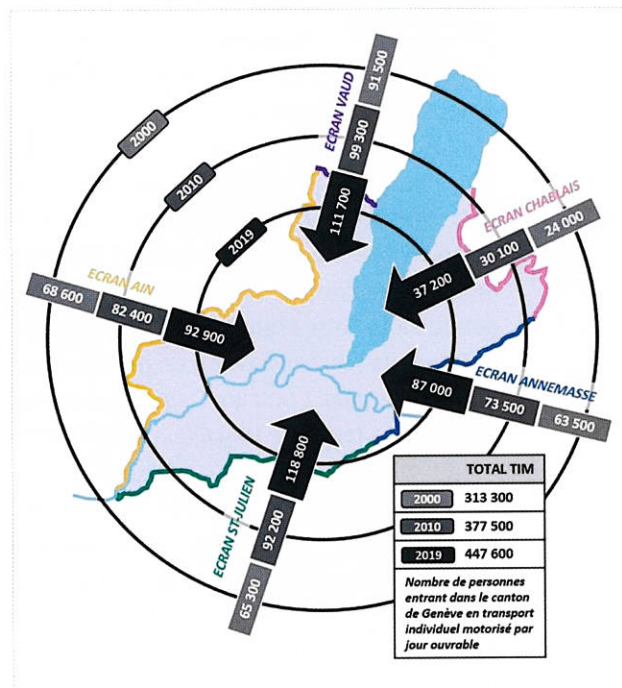 91 500
ECRAN VAUD
99 300
111 700
2000
2010
2019
ECRAN CHABLAIS
24 000
30 100
37 200
ECRAN AIN
68 600
82 400
92 900
ECRAN ANNEMASSE
87 000
73 500
63 500
ECRAN ST-JULIEN
118 800
92 200
65 300
TOTAL TIM
2000 313 300
2010 377 500
2019 447 600
Nombre de personnes
entrant dans le canton
de Genève en transport
individuel motorisé par
jour ouvrable